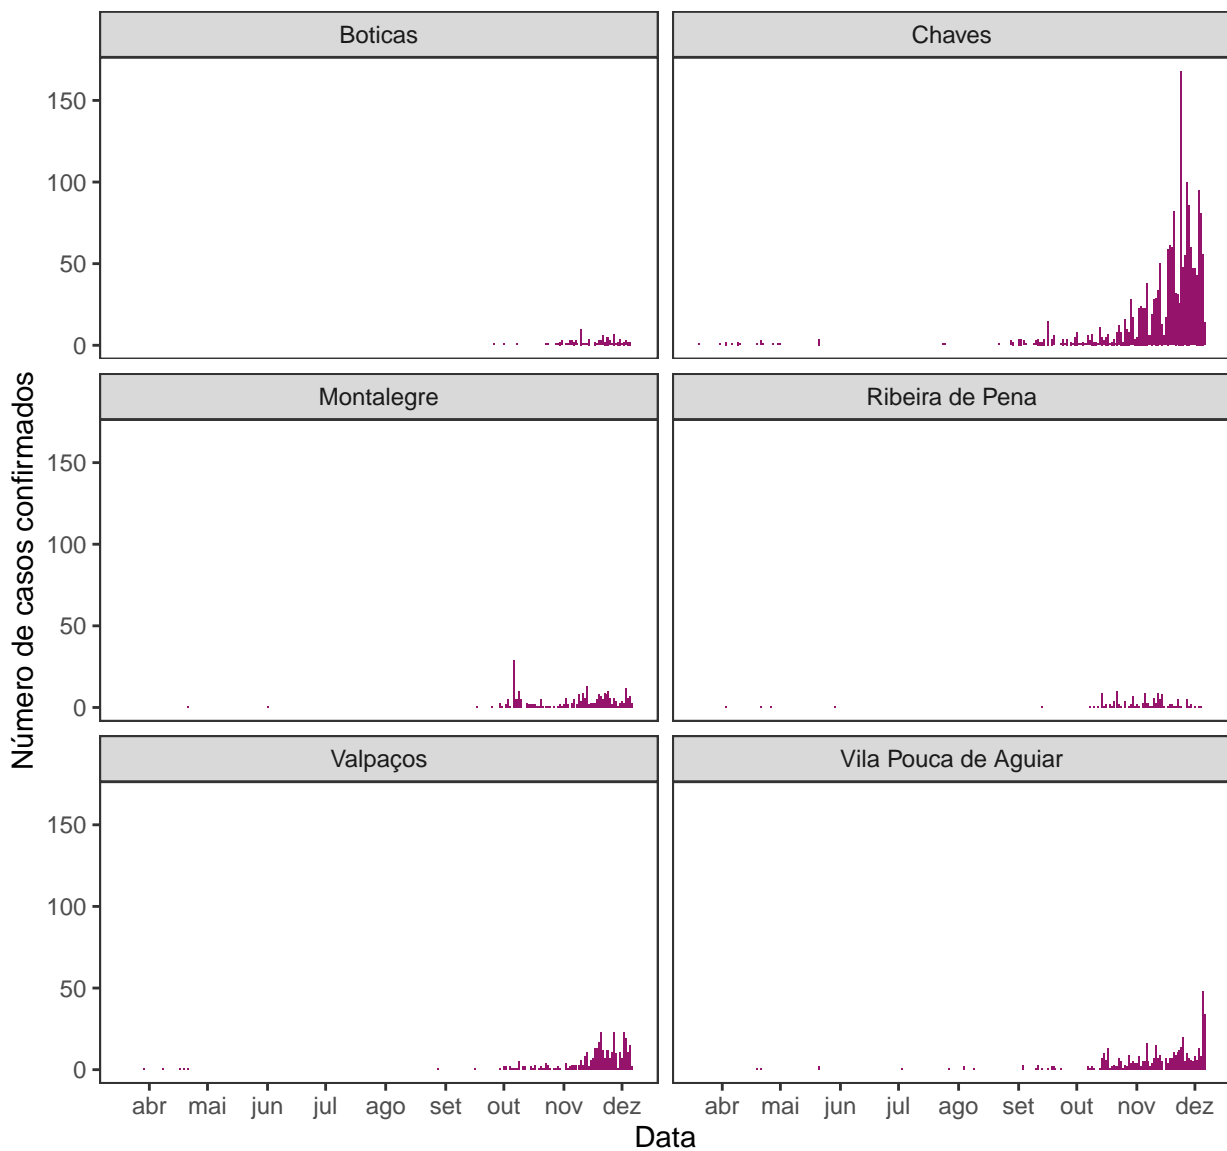 Boticas
Chaves
150
100
50
0
Montalegre
Ribeira de Pena
150
100
50
0
Valpaços
Vila Pouca de Aguiar
150
100
50
0
abr mai jun jul ago set out nov dez
abr mai jun jul ago set out nov dez
Data
Número de casos confirmados